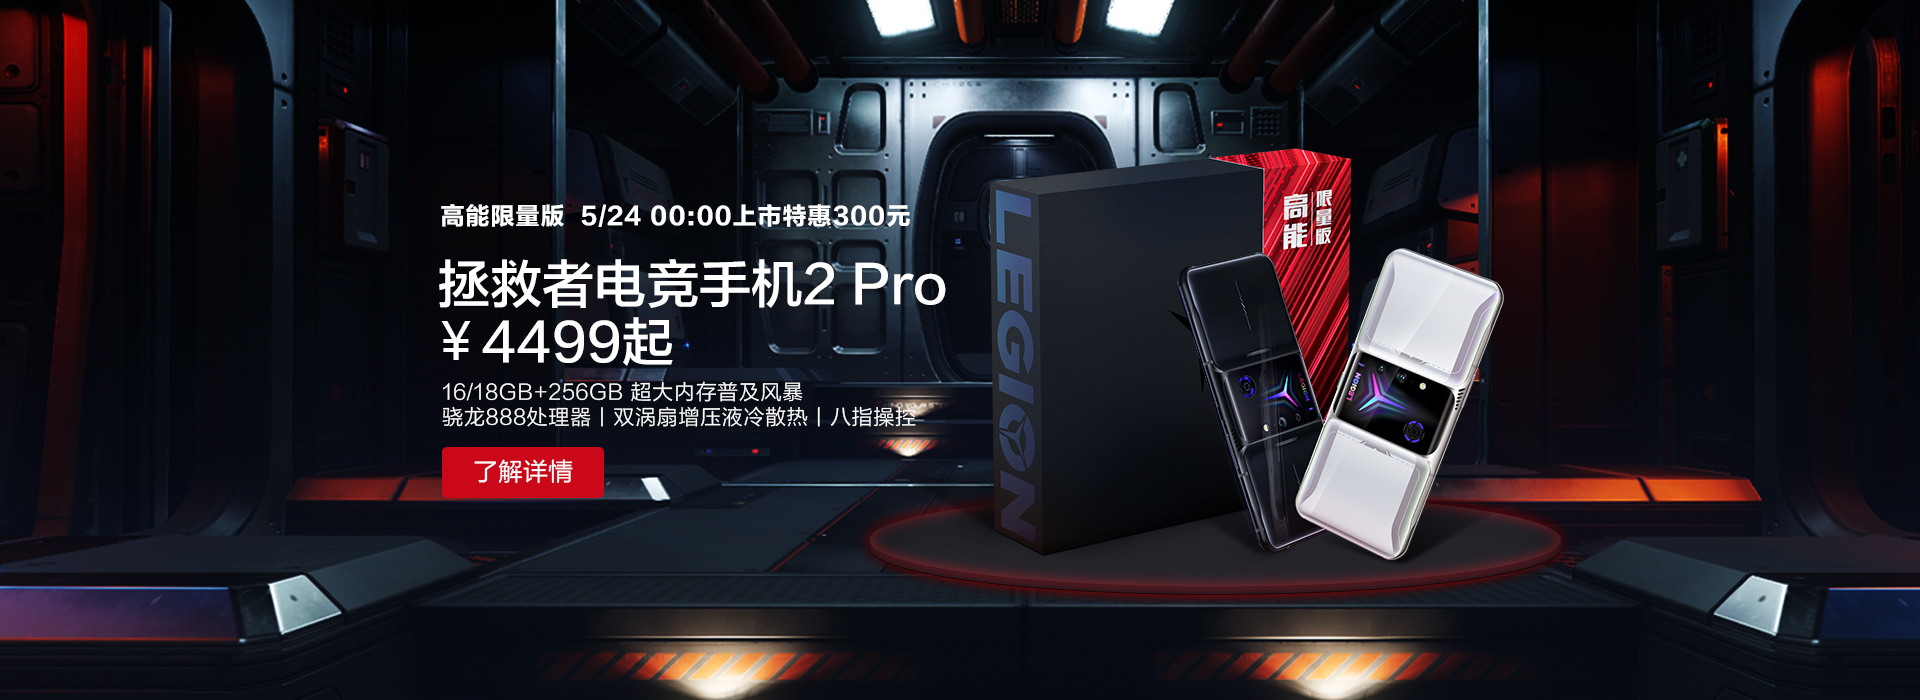 高能限量版 5/24 00:00上市特惠300元
拯救者电竞手机2 Pro
￥4499起
16/18GB+256GB 超大内存普及风暴
骁龙888处理器丨双涡扇增压液冷散热丨八指操控
了解详情
LEGION
高能
限量版
LEGION
LEGION